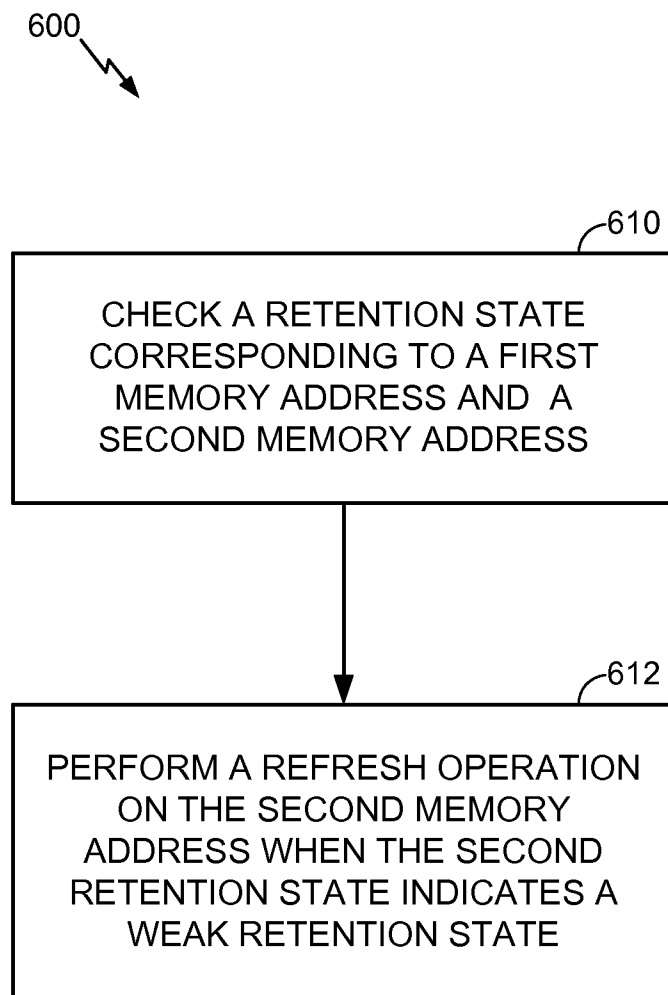 600
610
CHECK A RETENTION STATE
CORRESPONDING TO A FIRST
MEMORY ADDRESS AND A
SECOND MEMORY ADDRESS
612
PERFORM A REFRESH OPERATION
ON THE SECOND MEMORY
ADDRESS WHEN THE SECOND
RETENTION STATE INDICATES A
WEAK RETENTION STATE